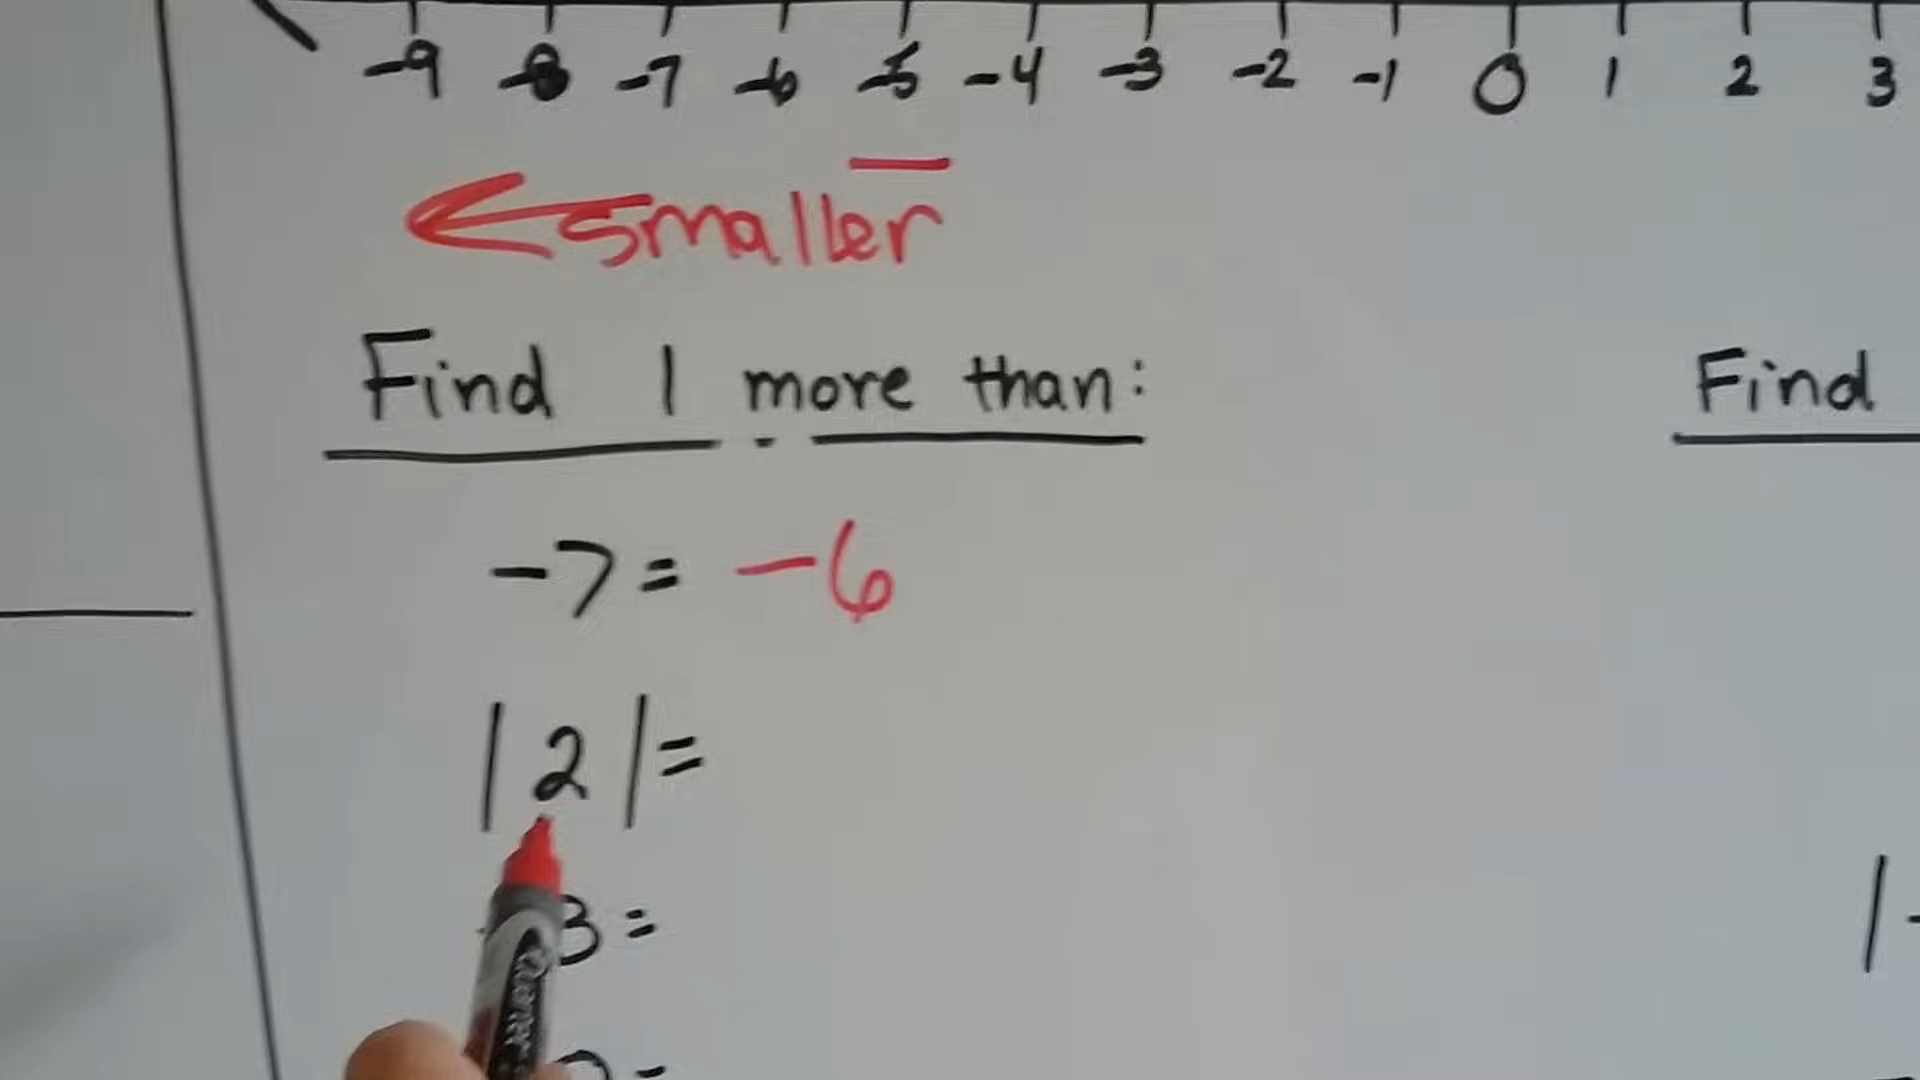 -9 -8 -7 -6 -5 -4 -3 -2 -1 0 1 2 3
smaller
Find 1 more than:
Find
-7 = -6
|2| =
3 =